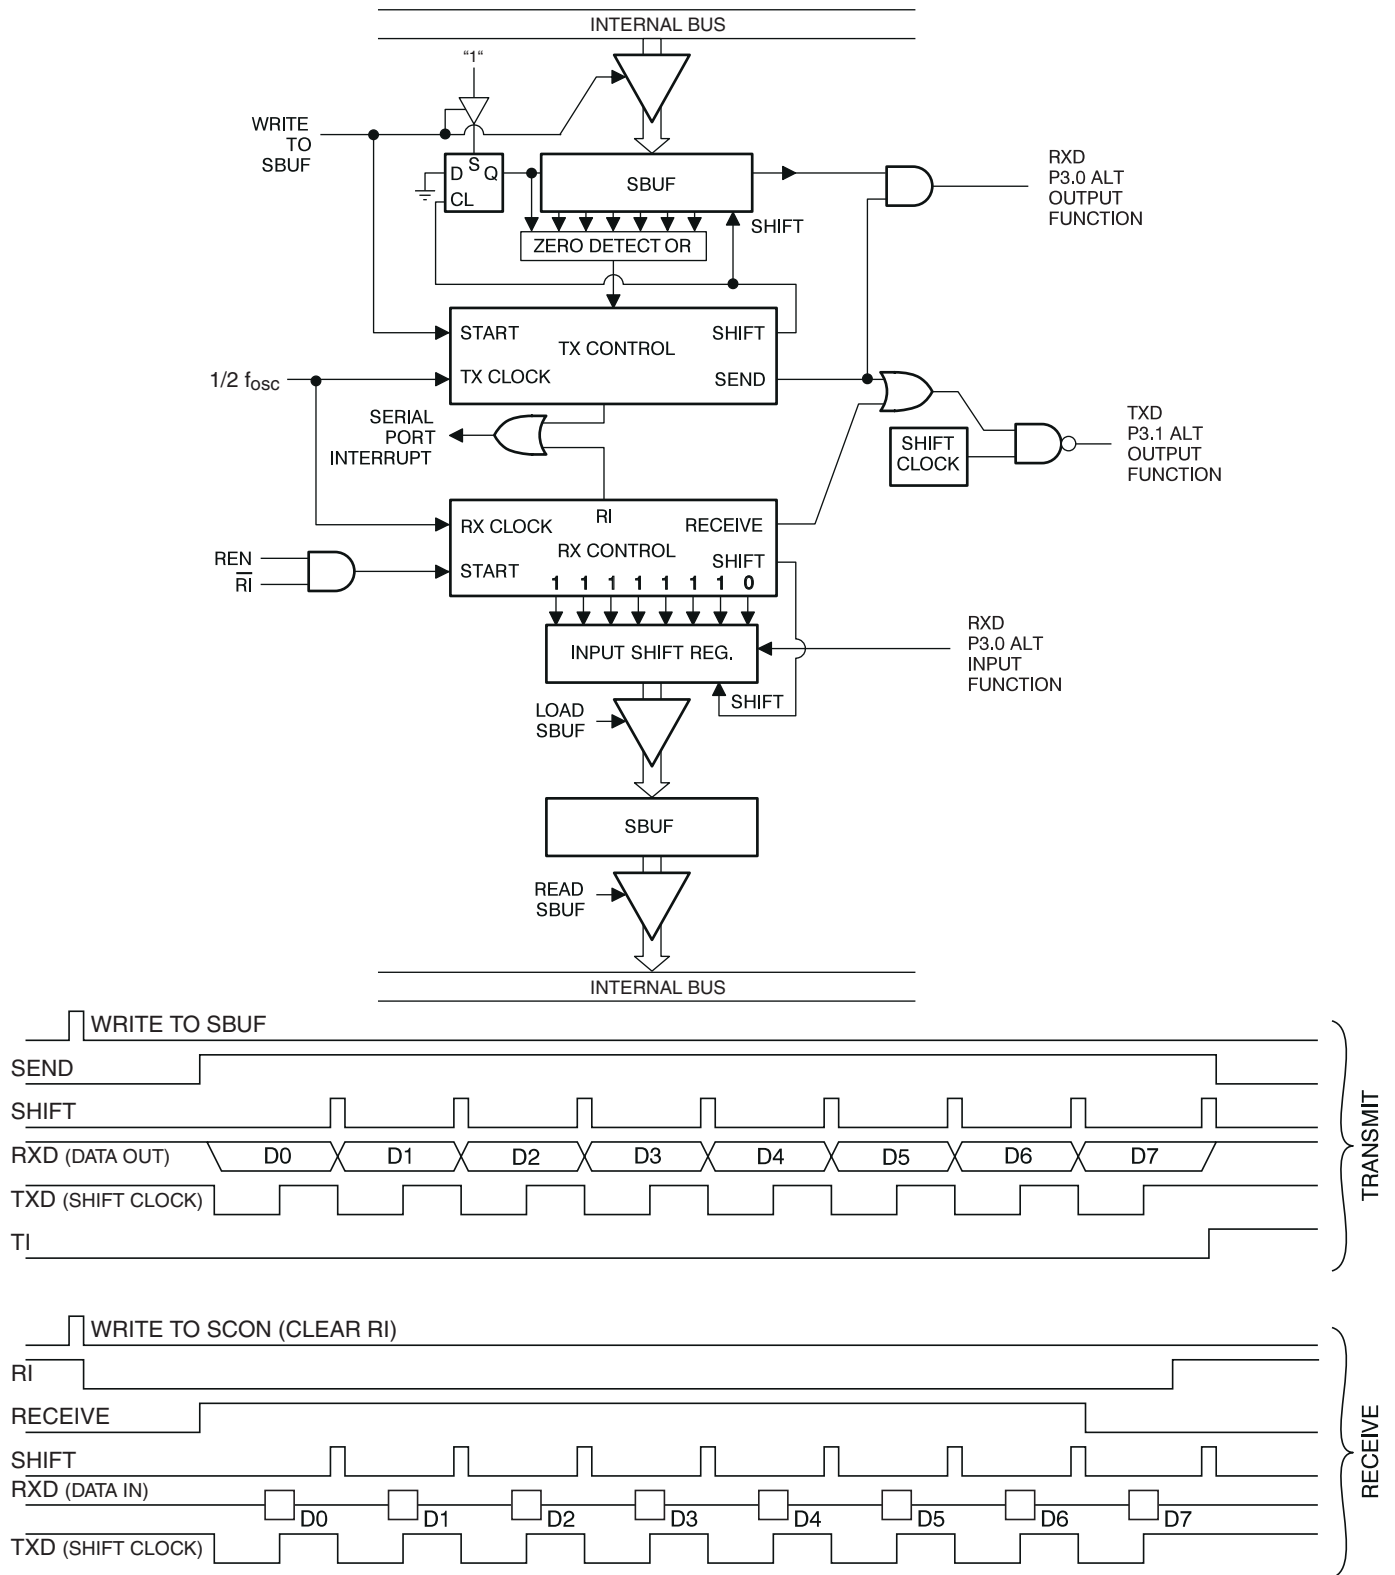 INTERNAL BUS
“1“
WRITE
TO
SBUF
S
D Q
CL
SBUF
SHIFT
ZERO DETECT OR
RXD
P3.0 ALT
OUTPUT
FUNCTION
START
SHIFT
TX CONTROL
1/2 fosc
TX CLOCK
SEND
SERIAL
PORT
INTERRUPT
SHIFT
CLOCK
TXD
P3.1 ALT
OUTPUT
FUNCTION
RX CLOCK
RI
RECEIVE
RX CONTROL
SHIFT
REN
R̅I̅
START
1 1 1 1 1 1 1 0
INPUT SHIFT REG.
RXD
P3.0 ALT
INPUT
FUNCTION
SHIFT
LOAD
SBUF
SBUF
READ
SBUF
INTERNAL BUS
WRITE TO SBUF
SEND
SHIFT
RXD (DATA OUT) D0 D1 D2 D3 D4 D5 D6 D7
TXD (SHIFT CLOCK)
TI
TRANSMIT
WRITE TO SCON (CLEAR RI)
RI
RECEIVE
SHIFT
RXD (DATA IN) D0 D1 D2 D3 D4 D5 D6 D7
TXD (SHIFT CLOCK)
RECEIVE